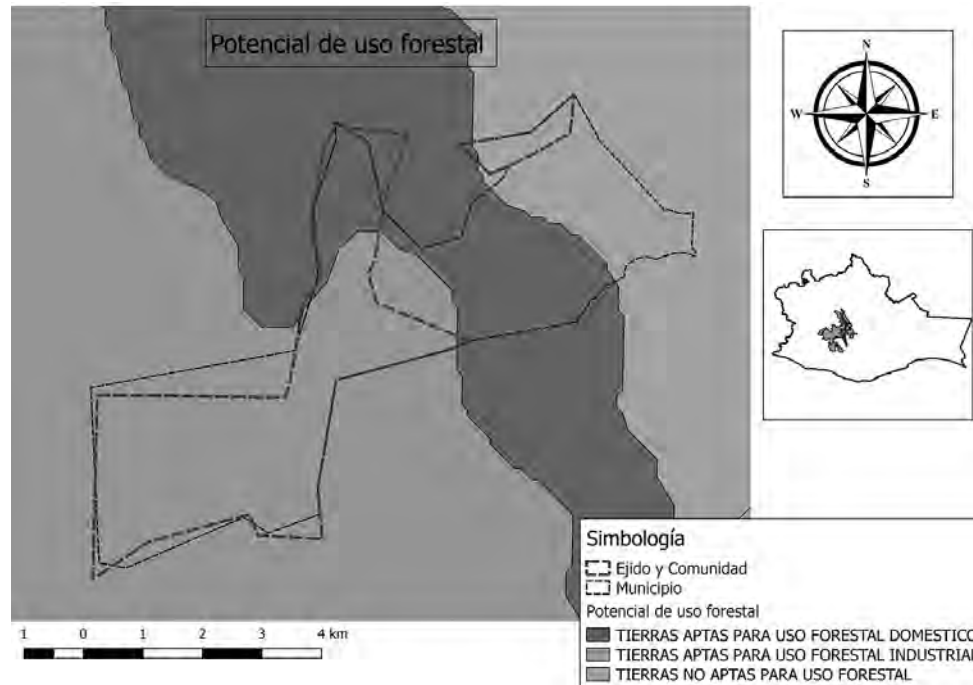 Potencial de uso forestal
N
W
E
S
Simbología
Ejido y Comunidad
Municipio
Potencial de uso forestal
TIERRAS APTAS PARA USO FORESTAL DOMESTICO
TIERRAS APTAS PARA USO FORESTAL INDUSTRIAL
TIERRAS NO APTAS PARA USO FORESTAL
1 0 1 2 3 4 km